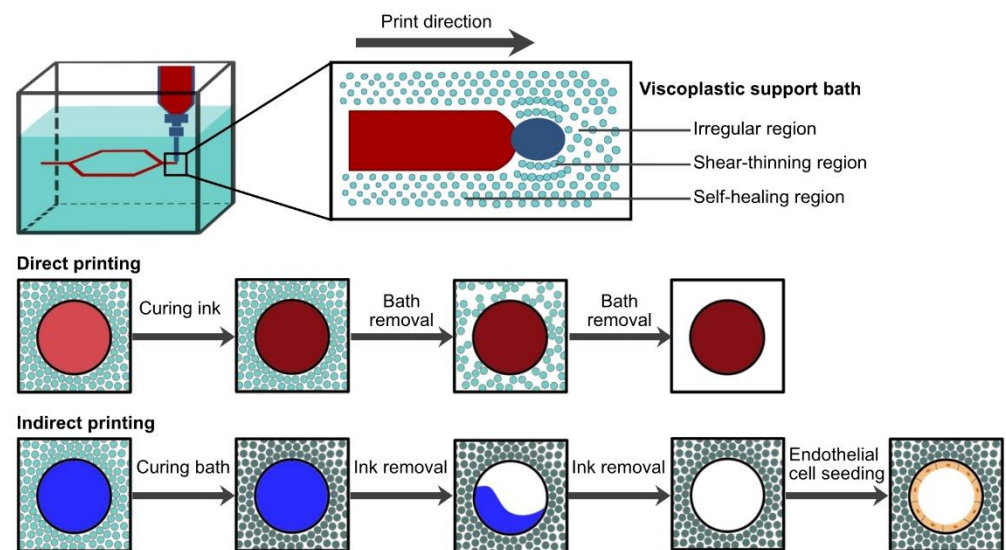 Print direction
Viscoplastic support bath
Irregular region
Shear-thinning region
Self-healing region
Direct printing
Curing ink
Bath
removal
Bath
removal
Indirect printing
Curing bath
Ink removal
Ink removal
Endothelial
cell seeding